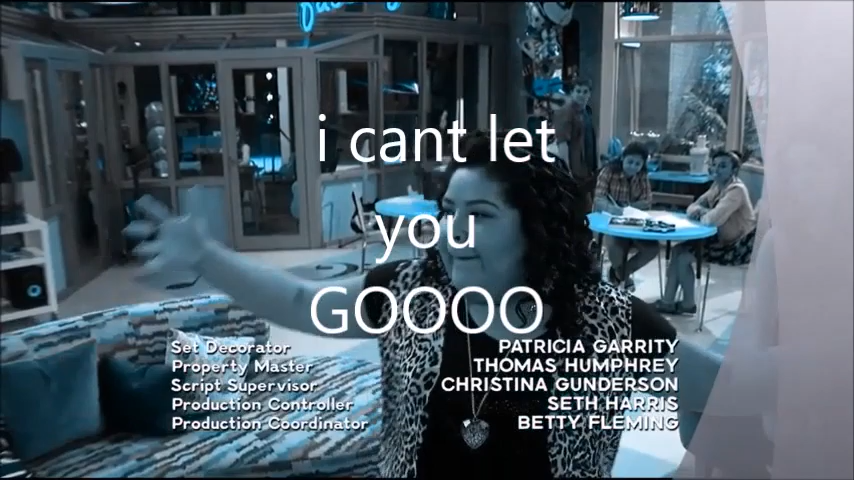 i cant let
you
GOOOO
Set Decorator PATRICIA GARRITY
Property Master THOMAS HUMPHREY
Script Supervisor CHRISTINA GUNDERSON
Production Controller SETH HARRIS
Production Coordinator BETTY FLEMING